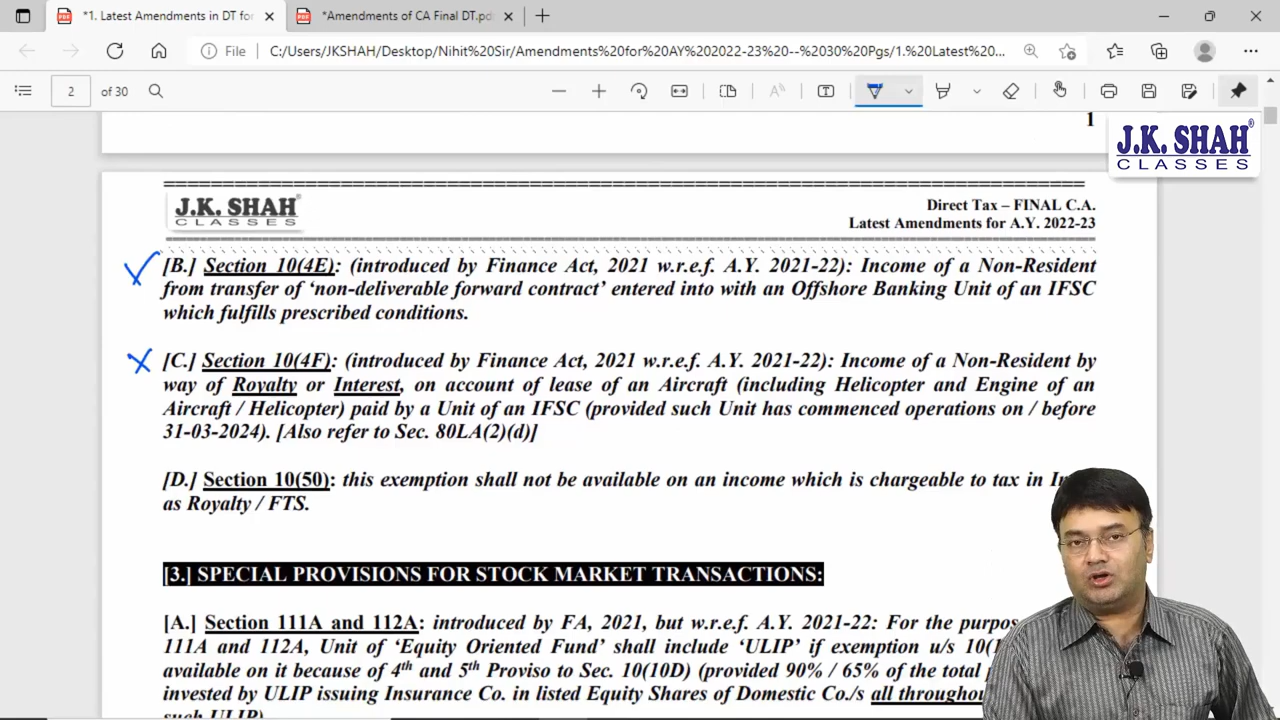 *1. Latest Amendments in DT for
*Amendments of CA Final DT.pd
File
C:/Users/JKSHAH/Desktop/Nihit%20Sir/Amendments%20for%20AY%202022-23%20--%2030%20Pgs/1.%20Latest%20...
2 of 30
1
J.K. SHAH®
CLASSES
J.K. SHAH®
CLASSES
Direct Tax – FINAL C.A.
Latest Amendments for A.Y. 2022-23
[B.] Section 10(4E): (introduced by Finance Act, 2021 w.r.e.f. A.Y. 2021-22): Income of a Non-Resident
from transfer of ‘non-deliverable forward contract’ entered into with an Offshore Banking Unit of an IFSC
which fulfills prescribed conditions.
[C.] Section 10(4F): (introduced by Finance Act, 2021 w.r.e.f. A.Y. 2021-22): Income of a Non-Resident by
way of Royalty or Interest, on account of lease of an Aircraft (including Helicopter and Engine of an
Aircraft / Helicopter) paid by a Unit of an IFSC (provided such Unit has commenced operations on / before
31-03-2024). [Also refer to Sec. 80LA(2)(d)]
[D.] Section 10(50): this exemption shall not be available on an income which is chargeable to tax in
as Royalty / FTS.
[3.] SPECIAL PROVISIONS FOR STOCK MARKET TRANSACTIONS:
[A.] Section 111A and 112A: introduced by FA, 2021, but w.r.e.f. A.Y. 2021-22: For the purpos
111A and 112A, Unit of ‘Equity Oriented Fund’ shall include ‘ULIP’ if exemption u/s 10(1
available on it because of 4th and 5th Proviso to Sec. 10(10D) (provided 90% / 65% of the total
invested by ULIP issuing Insurance Co. in listed Equity Shares of Domestic Co./s all throughou
such ULIP)